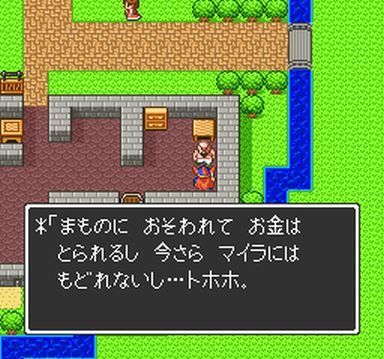 INN
＊「まものに　おそわれて　お金は
とられるし　今さら　マイラには
もどれないし…トホホ。